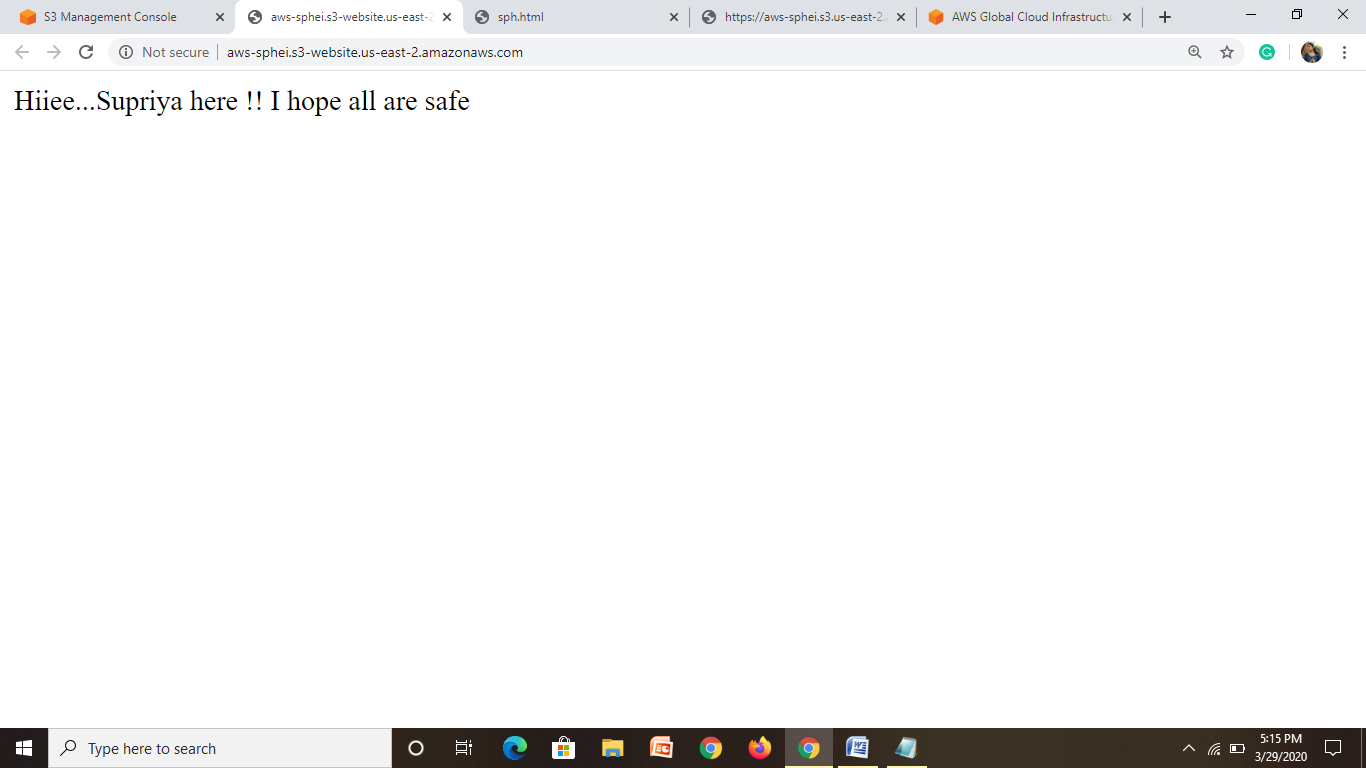 S3 Management Console
aws-sphei.s3-website.us-east-2
sph.html
https://aws-sphei.s3.us-east-2.
AWS Global Cloud Infrastructu
Not secure
aws-sphei.s3-website.us-east-2.amazonaws.com
Hiiee...Supriya here !! I hope all are safe
Type here to search
5:15 PM
3/29/2020